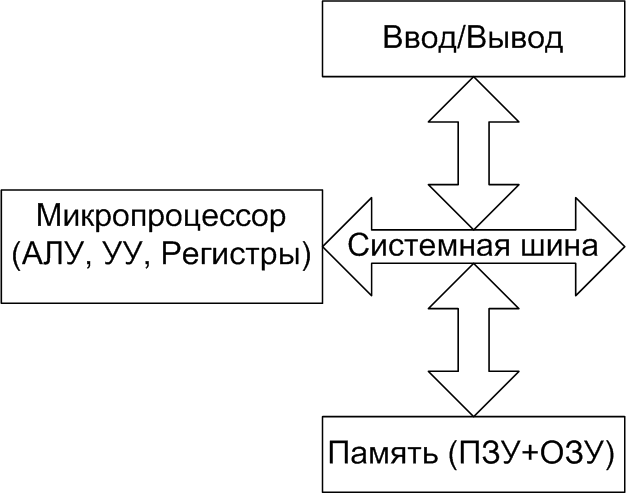 Ввод/Вывод
Микропроцессор
(АЛУ, УУ, Регистры)
Системная шина
Память (ПЗУ+ОЗУ)